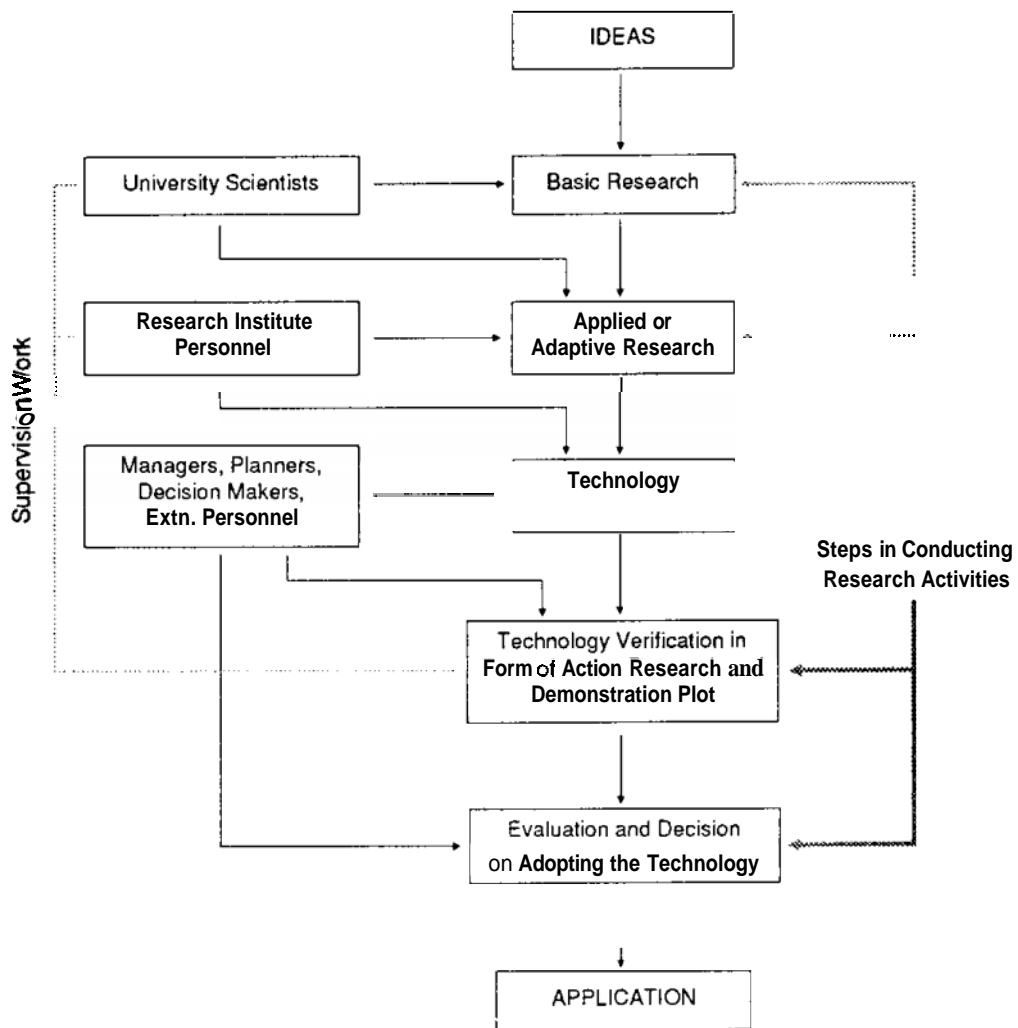 IDEAS
University Scientists
Basic Research
Research Institute
Personnel
Applied or
Adaptive Research
SupervisionWork
Managers, Planners,
Decision Makers,
Extn. Personnel
Technology
Steps in Conducting
Research Activities
Technology Verification in
Form of Action Research and
Demonstration Plot
Evaluation and Decision
on Adopting the Technology
APPLICATION